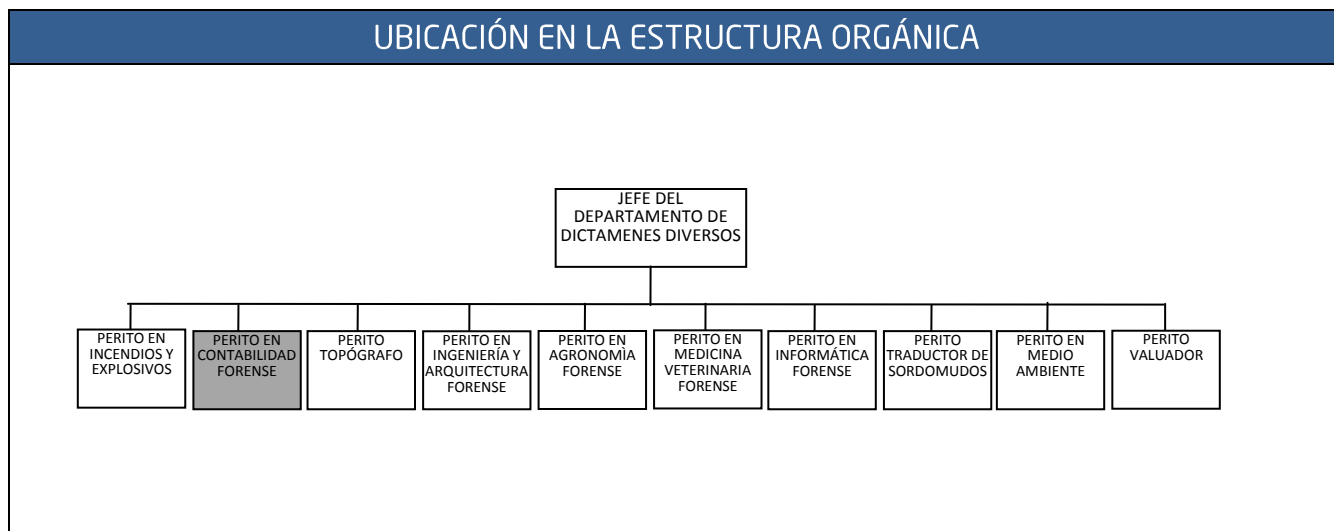 UBICACIÓN EN LA ESTRUCTURA ORGÁNICA
JEFE DEL
DEPARTAMENTO DE
DICTAMENES DIVERSOS
PERITO EN
INCENDIOS Y
EXPLOSIVOS
PERITO EN
CONTABILIDAD
FORENSE
PERITO
TOPÓGRAFO
PERITO EN
INGENIERÍA Y
ARQUITECTURA
FORENSE
PERITO EN
AGRONOMÌA
FORENSE
PERITO EN
MEDICINA
VETERINARIA
FORENSE
PERITO EN
INFORMÁTICA
FORENSE
PERITO
TRADUCTOR DE
SORDOMUDOS
PERITO EN
MEDIO
AMBIENTE
PERITO
VALUADOR